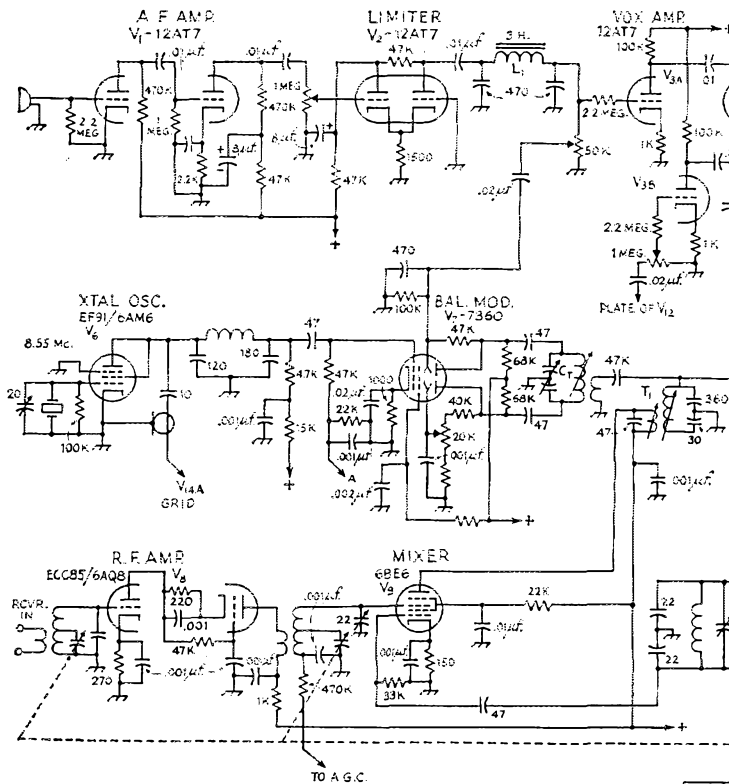 A F AMP.
V1-12AT7
LIMITER
V2-12AT7
VOX AMP.
12AT7
100K
.01μf.
.01μf.
47K
.01μf
3 H.
L1
V3A
.01
470K
1 MEG.
470K
1 MEG
470
2.2 MEG.
2.2 MEG.
1K
100K
8μf.
8μf
2.2K
47K
47K
1500
50K
.02μf
V3B
2.2 MEG.
1 MEG.
1K
.02μf.
PLATE OF V12
470
100K
XTAL OSC.
EF91/6AM6
V6
BAL. MOD.
V7-7360
8.55 Mc.
47
47K
47
120
180
47K
47K
68K
CT
47K
20
10
.02μf.
1000
68K
T1
360
22K
40K
47
47
30
100K
.001μf
15K
.001μf.
20K
.001μf.
V14A
GRID
A
.002μf
.001μf.
R.F. AMP.
ECC85/6AQ8
V8
MIXER
6BE6
V9
RCVR.
IN
220
.001
.001μf.
22
22K
22
47K
.01μf.
270
.001μf.
.001μf
.001μf
150
22
1K
470K
33K
47
TO A.G.C.